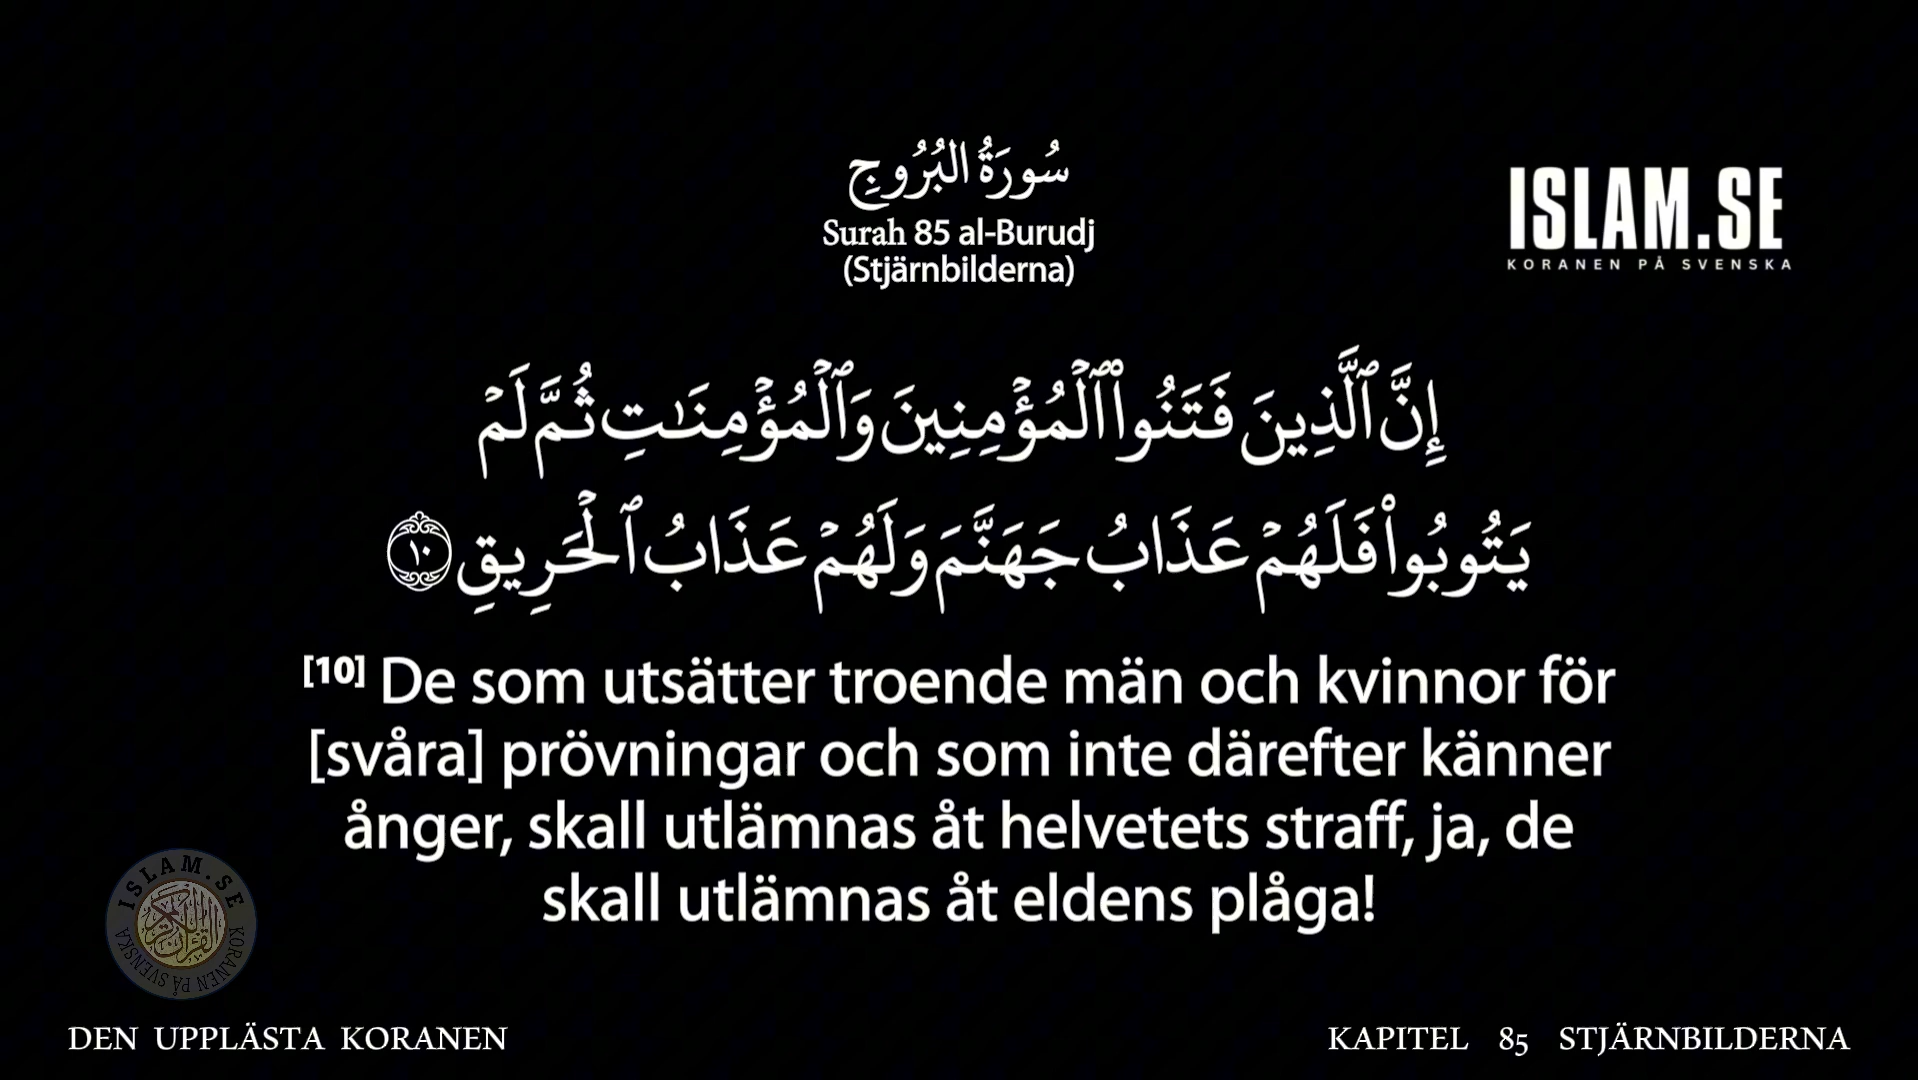 سُورَةُ البُرُوجِ
Surah 85 al-Burudj
(Stjärnbilderna)
ISLAM.SE
KORANEN PÅ SVENSKA
إِنَّ ٱلَّذِينَ فَتَنُوا۟ ٱلْمُؤْمِنِينَ وَٱلْمُؤْمِنَـٰتِ ثُمَّ لَمْ
يَتُوبُوا۟ فَلَهُمْ عَذَابُ جَهَنَّمَ وَلَهُمْ عَذَابُ ٱلْحَرِيقِ ١٠
[10] De som utsätter troende män och kvinnor för
[svåra] prövningar och som inte därefter känner
ånger, skall utlämnas åt helvetets straff, ja, de
skall utlämnas åt eldens plåga!
ISLAM.SE
KORANEN PÅ SVENSKA
القرآن الكريم
DEN UPPLÄSTA KORANEN
KAPITEL 85 STJÄRNBILDERNA